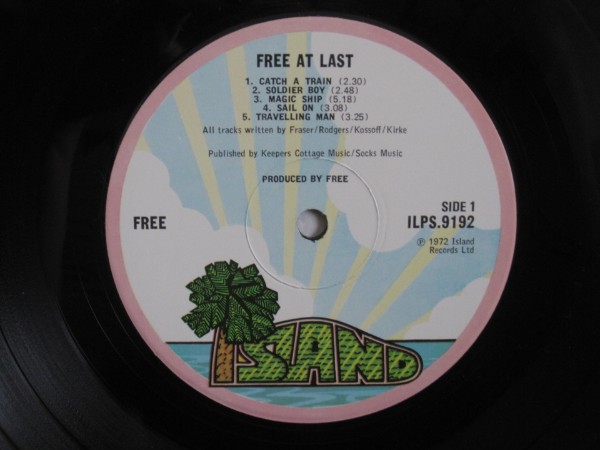 FREE AT LAST
1. CATCH A TRAIN (2.30)
2. SOLDIER BOY (2.48)
3. MAGIC SHIP (5.18)
4. SAIL ON (3.08)
5. TRAVELLING MAN (3.25)
All tracks written by Fraser/Rodgers/Kossoff/Kirke
Published by Keepers Cottage Music/Socks Music
PRODUCED BY FREE
FREE
SIDE 1
ILPS.9192
℗ 1972 Island
Records Ltd
ISLAND